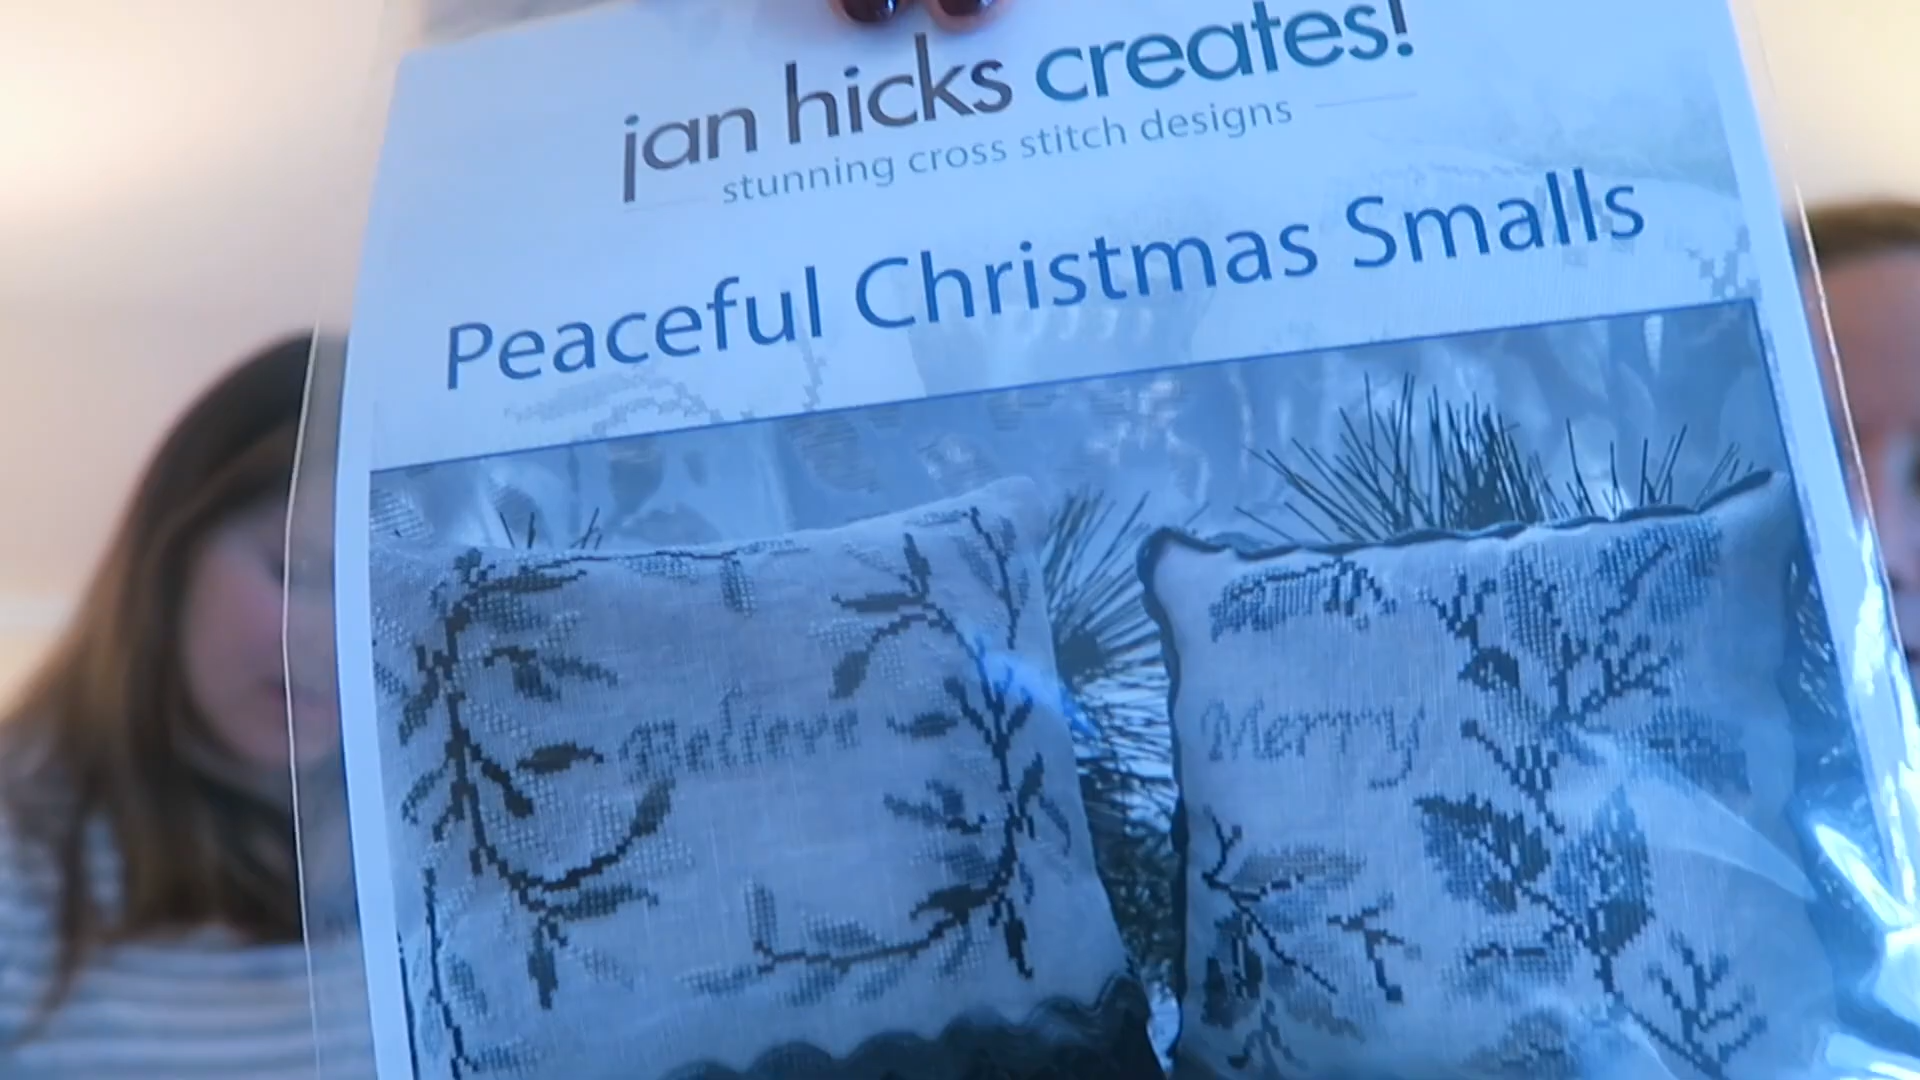 jan hicks creates!
stunning cross stitch designs
Peaceful Christmas Smalls
Believe
Merry